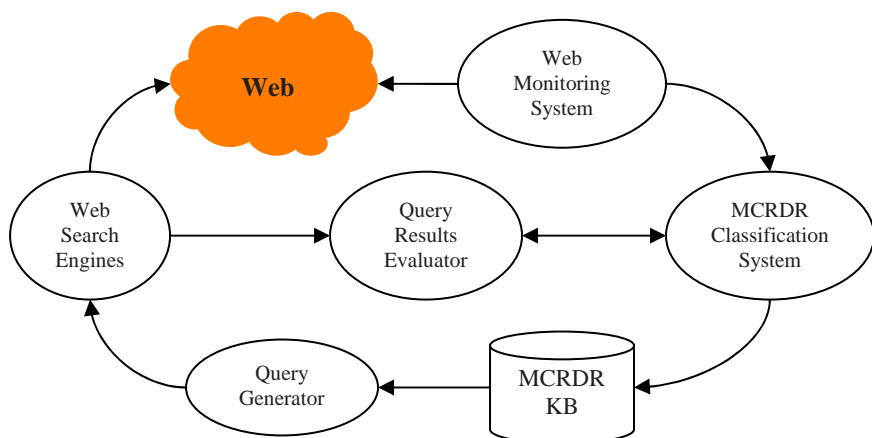 Web
Web
Monitoring
System
Web
Search
Engines
Query
Results
Evaluator
MCRDR
Classification
System
Query
Generator
MCRDR
KB